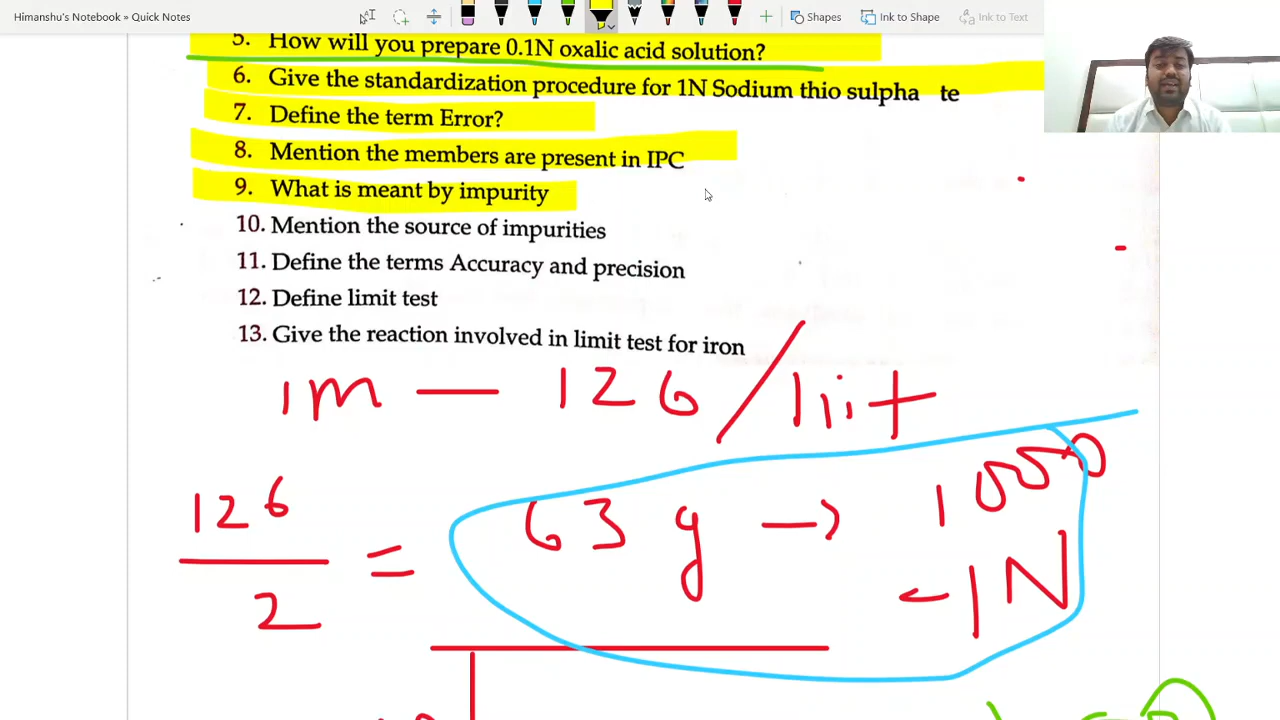 Himanshu's Notebook » Quick Notes
Shapes
Ink to Shape
Ink to Text
5. How will you prepare 0.1N oxalic acid solution?
6. Give the standardization procedure for 1N Sodium thio sulpha te
7. Define the term Error?
8. Mention the members are present in IPC
9. What is meant by impurity
10. Mention the source of impurities
11. Define the terms Accuracy and precision
12. Define limit test
13. Give the reaction involved in limit test for iron
1M — 126 / lit
126 / 2 = 63 g → 1000
1N